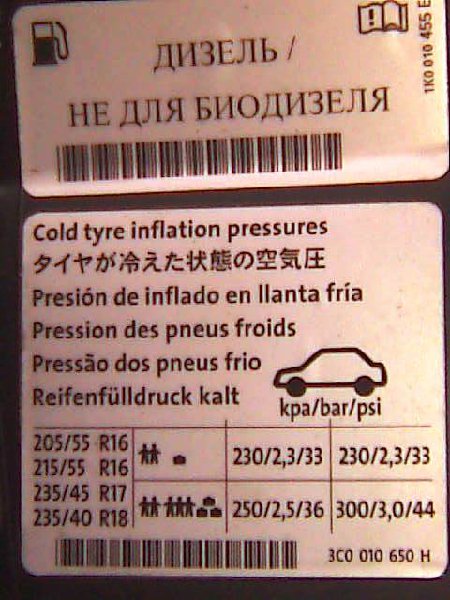 ДИЗЕЛЬ /
НЕ ДЛЯ БИОДИЗЕЛЯ
1K0 010 455 E
Cold tyre inflation pressures
タイヤが冷えた状態の空気圧
Presión de inflado en llanta fría
Pression des pneus froids
Pressão dos pneus frio
Reifenfülldruck kalt
kpa/bar/psi
205/55 R16
215/55 R16
230/2,3/33 230/2,3/33
235/45 R17
235/40 R18
250/2,5/36 300/3,0/44
3C0 010 650 H